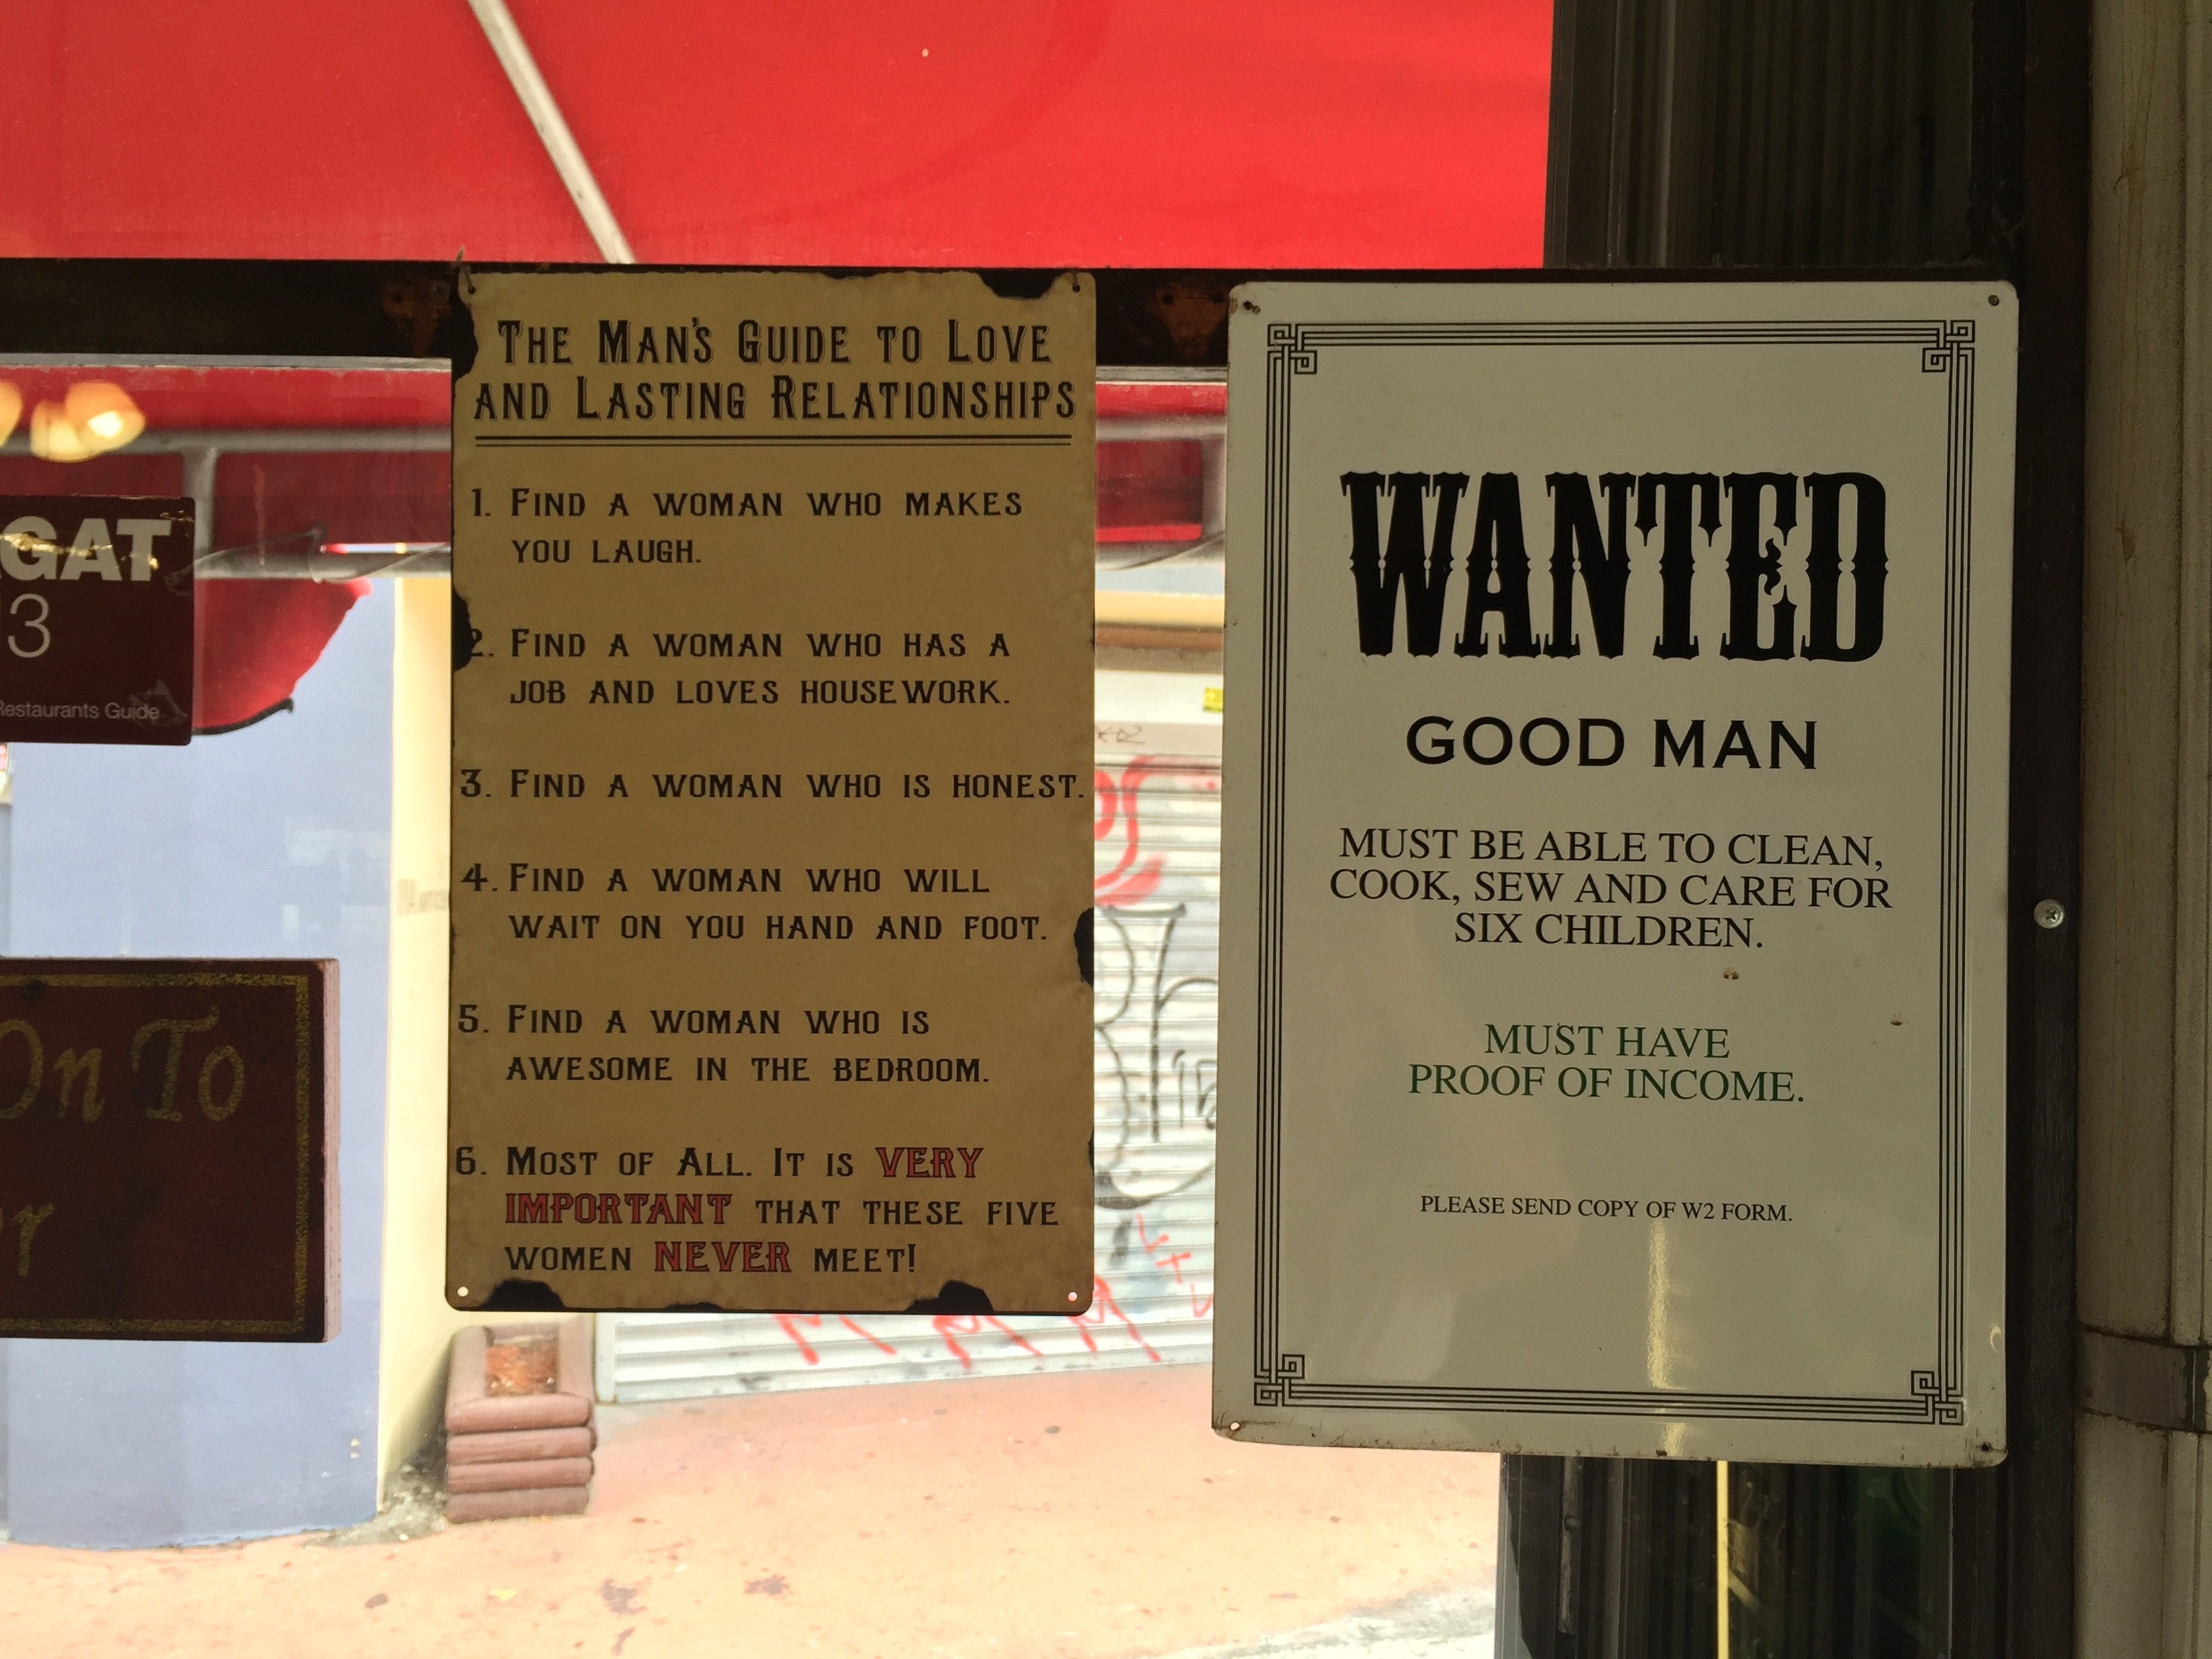 THE MAN'S GUIDE TO LOVE
AND LASTING RELATIONSHIPS
1. FIND A WOMAN WHO MAKES
YOU LAUGH.
2. FIND A WOMAN WHO HAS A
JOB AND LOVES HOUSEWORK.
3. FIND A WOMAN WHO IS HONEST.
4. FIND A WOMAN WHO WILL
WAIT ON YOU HAND AND FOOT.
5. FIND A WOMAN WHO IS
AWESOME IN THE BEDROOM.
6. MOST OF ALL. IT IS VERY
IMPORTANT THAT THESE FIVE
WOMEN NEVER MEET!
WANTED
GOOD MAN
MUST BE ABLE TO CLEAN,
COOK, SEW AND CARE FOR
SIX CHILDREN.
MUST HAVE
PROOF OF INCOME.
PLEASE SEND COPY OF W2 FORM.
GAT
13
Restaurants Guide
On To